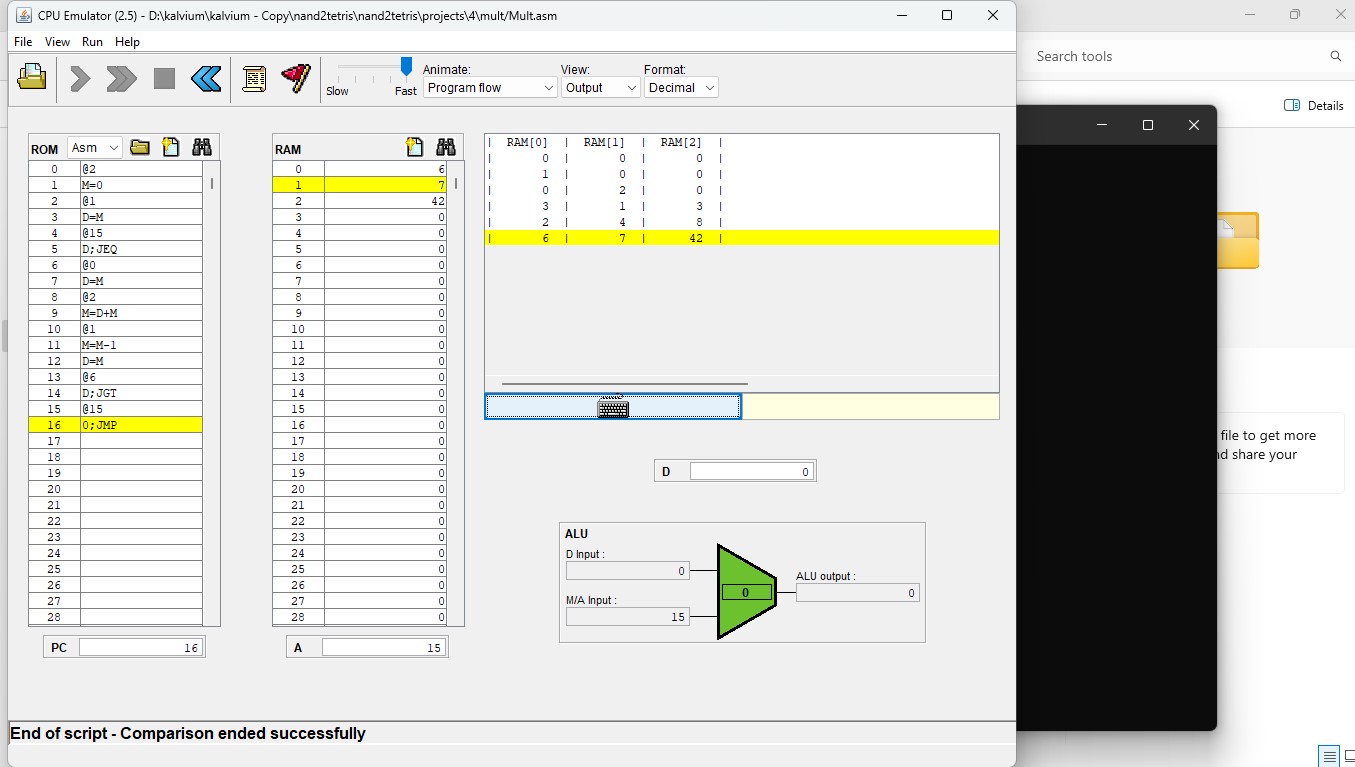 CPU Emulator (2.5) - D:\kalvium\kalvium - Copy\nand2tetris\nand2tetris\projects\4\mult/Mult.asm
File View Run Help
Search tools
Details
Slow Fast
Animate:
Program flow
View:
Output
Format:
Decimal
ROM Asm
0 @2
1 M=0
2 @1
3 D=M
4 @15
5 D;JEQ
6 @0
7 D=M
8 @2
9 M=D+M
10 @1
11 M=M-1
12 D=M
13 @6
14 D;JGT
15 @15
16 0;JMP
17
18
19
20
21
22
23
24
25
26
27
28
PC 16
RAM
0 6
1 7
2 42
3 0
4 0
5 0
6 0
7 0
8 0
9 0
10 0
11 0
12 0
13 0
14 0
15 0
16 0
17 0
18 0
19 0
20 0
21 0
22 0
23 0
24 0
25 0
26 0
27 0
28 0
A 15
| RAM[0] | RAM[1] | RAM[2] |
| 0 | 0 | 0 |
| 1 | 0 | 0 |
| 0 | 2 | 0 |
| 3 | 1 | 3 |
| 2 | 4 | 8 |
| 6 | 7 | 42 |
D 0
ALU
D Input :
0
M/A Input :
15
0
ALU output :
0
file to get more
nd share your
End of script - Comparison ended successfully